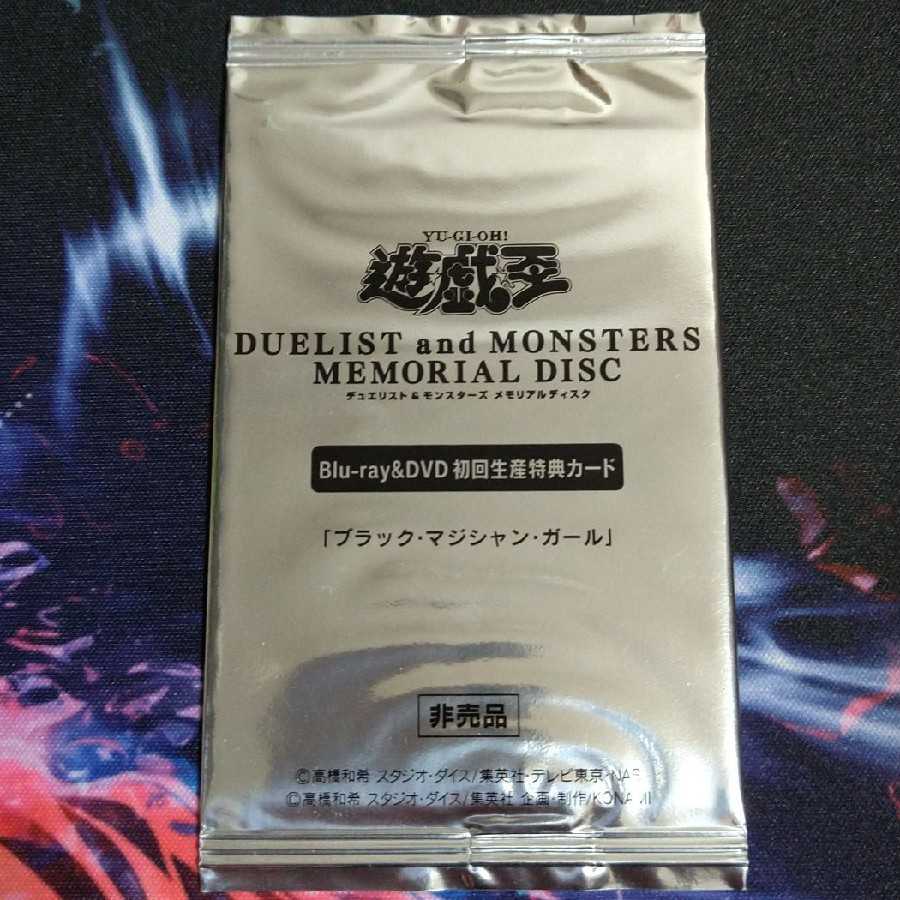 YU-GI-OH!
遊戯王
DUELIST and MONSTERS
MEMORIAL DISC
デュエリスト&モンスターズ メモリアルディスク
Blu-ray&DVD 初回生産特典カード
「ブラック・マジシャン・ガール」
非売品
©高橋和希 スタジオ・ダイス/集英社・テレビ東京・NAS
©高橋和希 スタジオ・ダイス/集英社 企画・制作/KONAMI